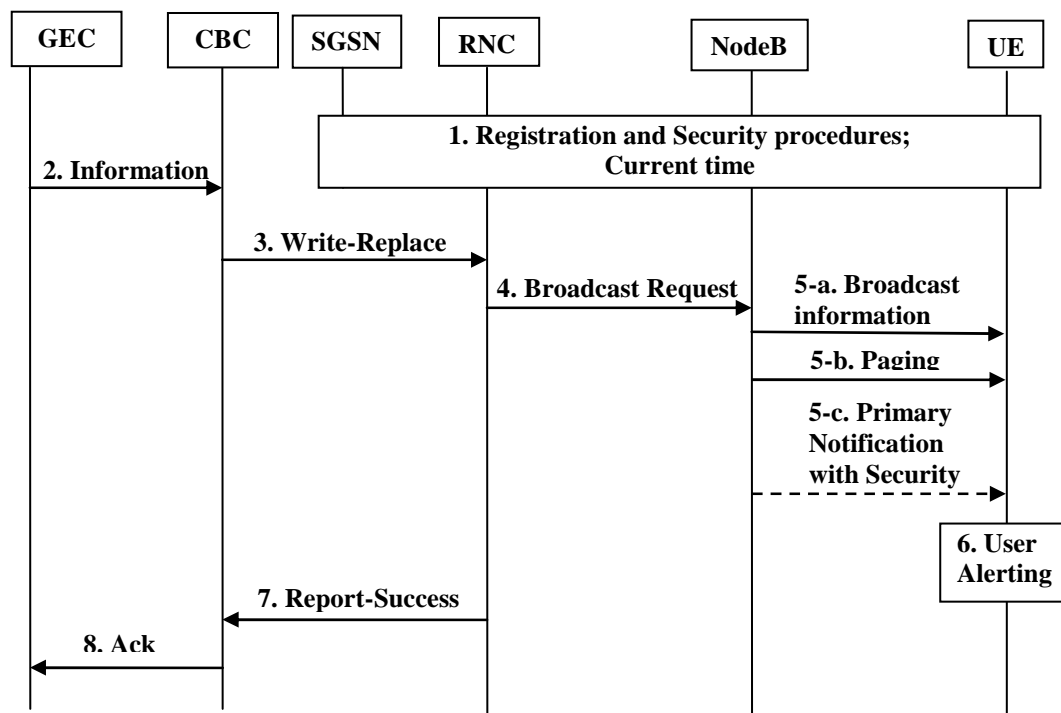 GEC
CBC
SGSN
RNC
NodeB
UE
1. Registration and Security procedures;
Current time
2. Information
3. Write-Replace
4. Broadcast Request
5-a. Broadcast
information
5-b. Paging
5-c. Primary
Notification
with Security
6. User
Alerting
7. Report-Success
8. Ack